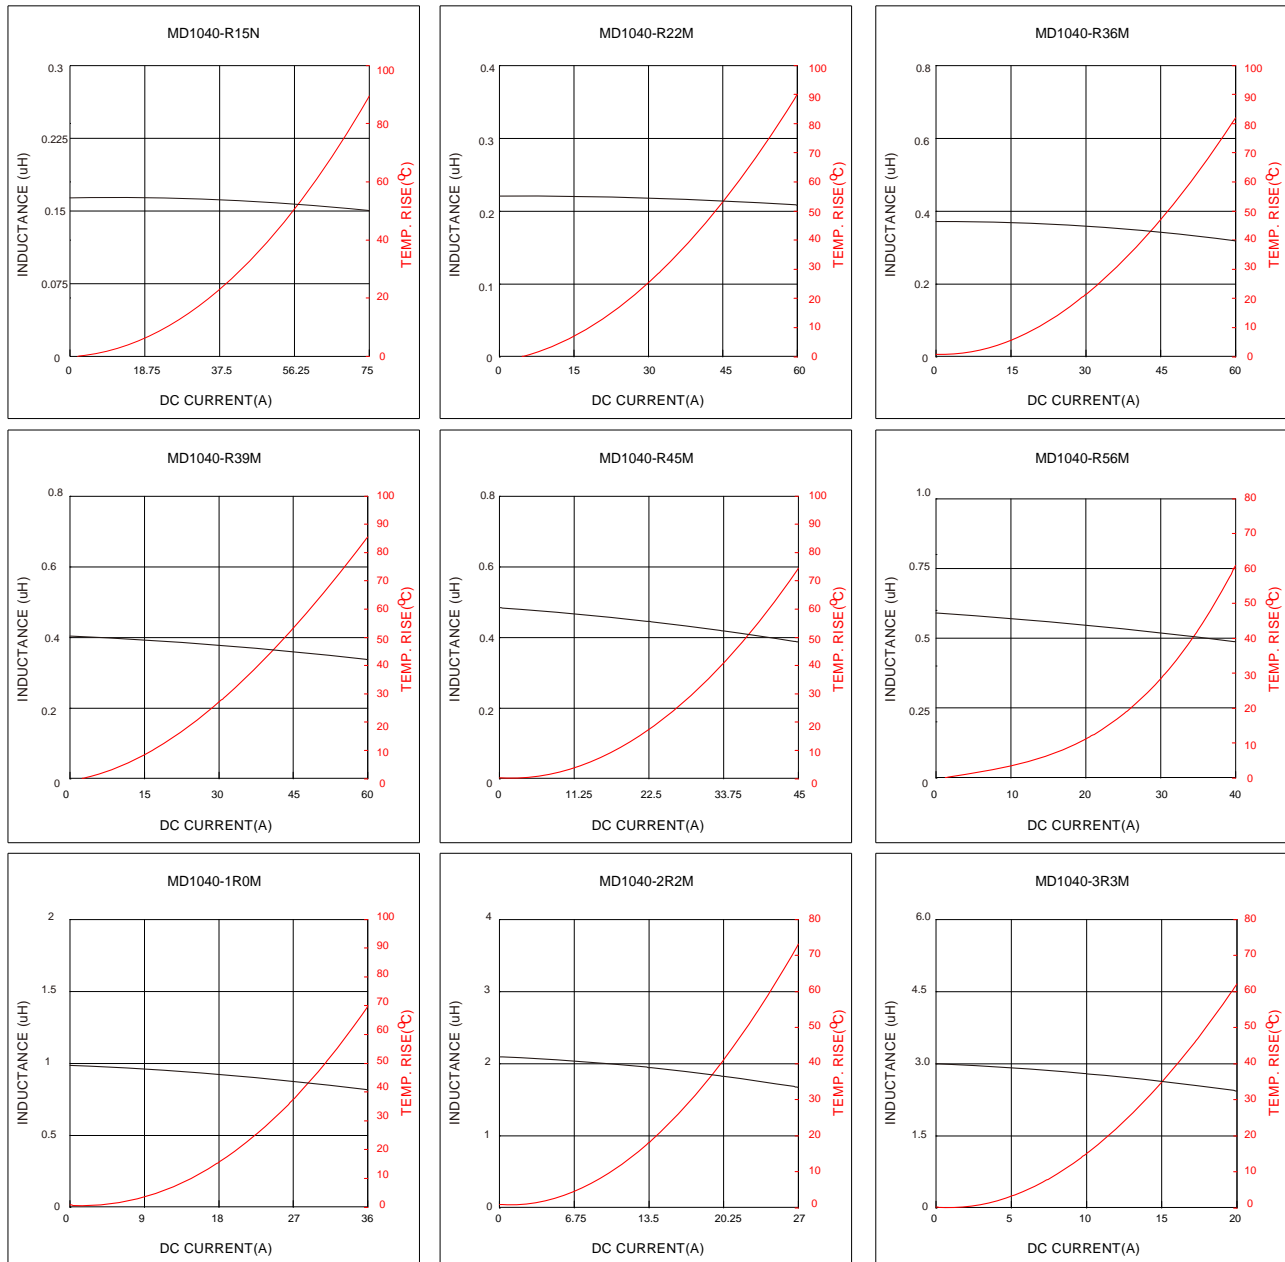 MD1040-R15N
0.3
0.225
0.15
0.075
0
100
80
60
40
20
0
0 18.75 37.5 56.25 75
INDUCTANCE (uH)
TEMP. RISE(ºC)
DC CURRENT(A)
MD1040-R22M
0.4
0.3
0.2
0.1
0
100
90
80
70
60
50
40
30
20
10
0
0 15 30 45 60
INDUCTANCE (uH)
TEMP. RISE(ºC)
DC CURRENT(A)
MD1040-R36M
0.8
0.6
0.4
0.2
0
100
90
80
70
60
50
40
30
20
10
0
0 15 30 45 60
INDUCTANCE (uH)
TEMP. RISE(ºC)
DC CURRENT(A)
MD1040-R39M
0.8
0.6
0.4
0.2
0
100
90
80
70
60
50
40
30
20
10
0
0 15 30 45 60
INDUCTANCE (uH)
TEMP. RISE(ºC)
DC CURRENT(A)
MD1040-R45M
0.8
0.6
0.4
0.2
0
100
90
80
70
60
50
40
30
20
10
0
0 11.25 22.5 33.75 45
INDUCTANCE (uH)
TEMP. RISE(ºC)
DC CURRENT(A)
MD1040-R56M
1.0
0.75
0.5
0.25
0
80
70
60
50
40
30
20
10
0
0 10 20 30 40
INDUCTANCE (uH)
TEMP. RISE(ºC)
DC CURRENT(A)
MD1040-1R0M
2
1.5
1
0.5
0
100
90
80
70
60
50
40
30
20
10
0
0 9 18 27 36
INDUCTANCE (uH)
TEMP. RISE(ºC)
DC CURRENT(A)
MD1040-2R2M
4
3
2
1
0
80
70
60
50
40
30
20
10
0
0 6.75 13.5 20.25 27
INDUCTANCE (uH)
TEMP. RISE(ºC)
DC CURRENT(A)
MD1040-3R3M
6.0
4.5
3.0
1.5
0
80
70
60
50
40
30
20
10
0
0 5 10 15 20
INDUCTANCE (uH)
TEMP. RISE(ºC)
DC CURRENT(A)